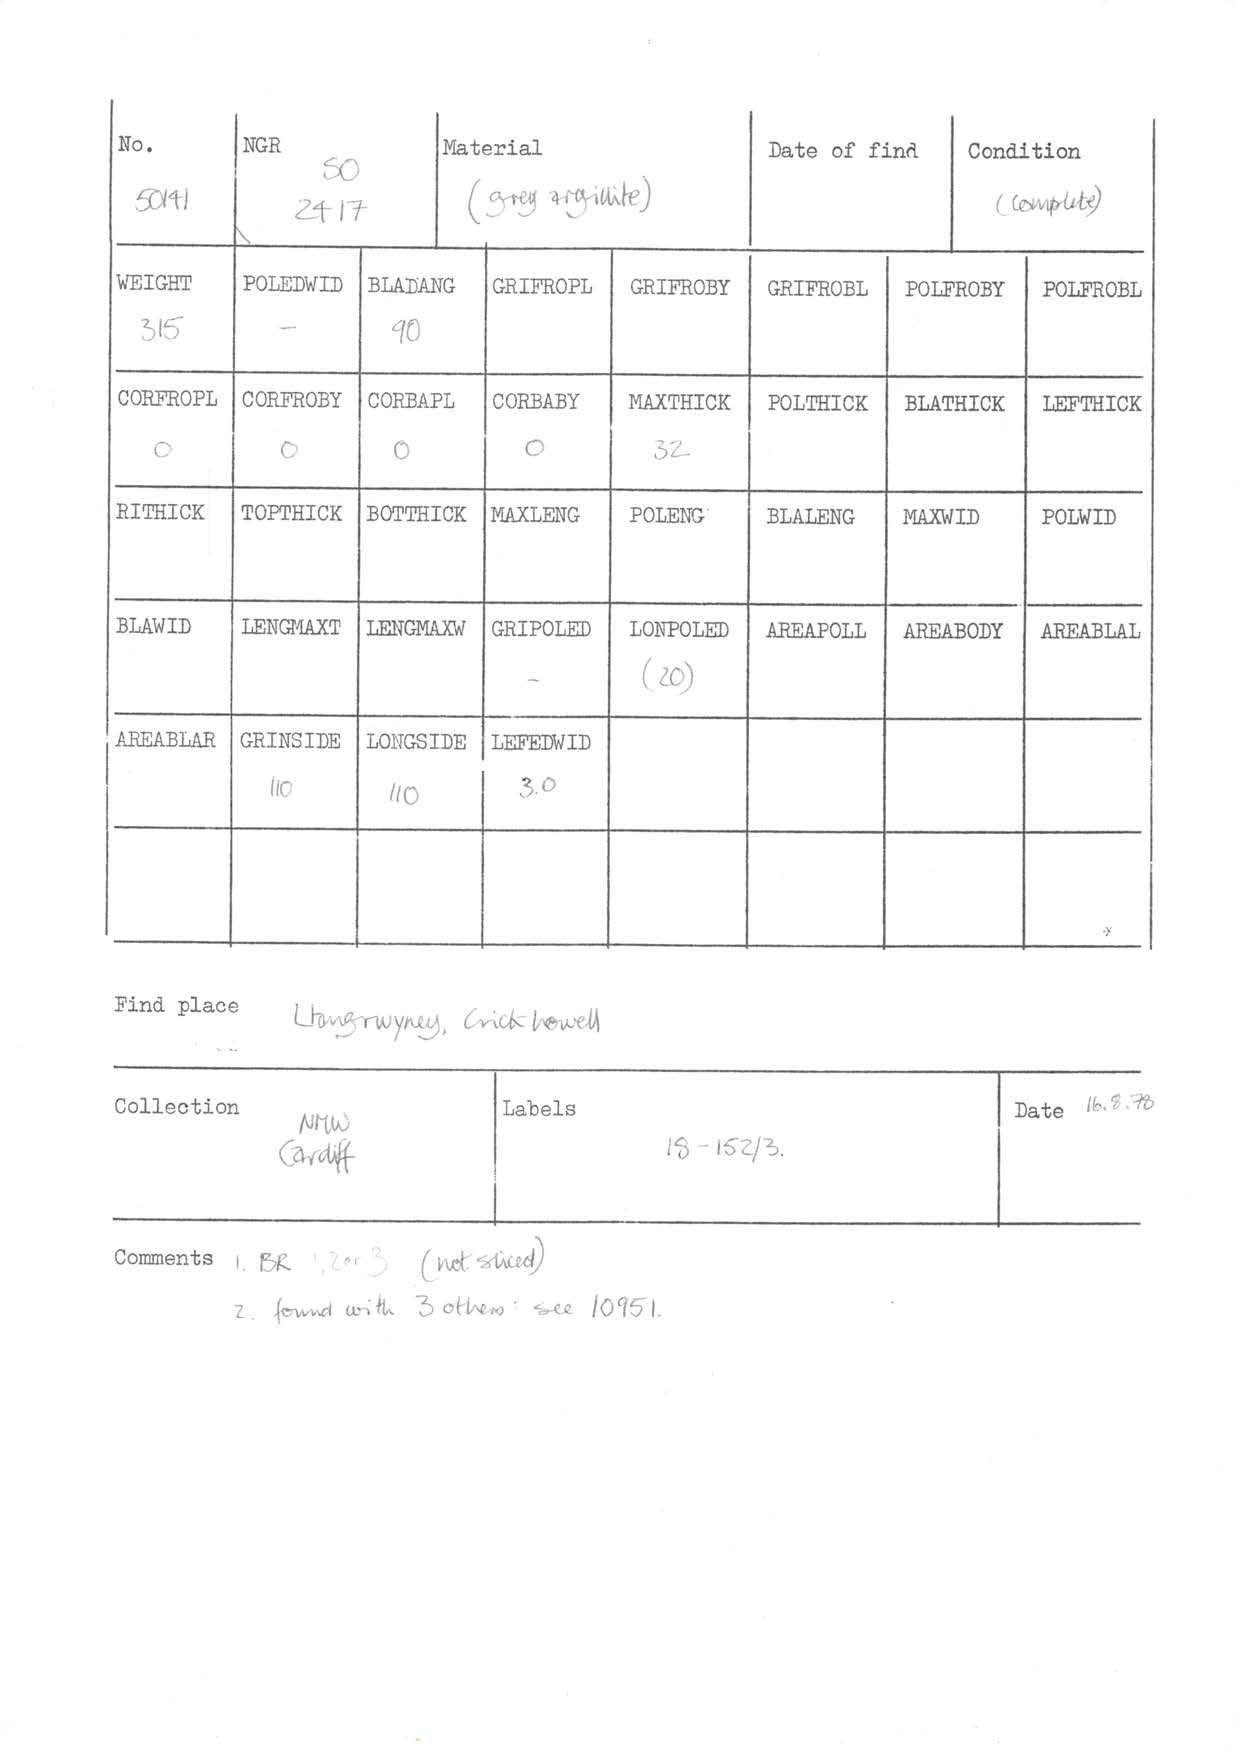 No. NGR Material Date of find Condition
SO
50141 2417 (grey argillite) (complete)
WEIGHT POLEDWID BLADANG GRIFROPL GRIFROBY GRIFROBL POLFROBY POLFROBL
315 - 90
CORFROPL CORFROBY CORBAPL CORBABY MAXTHICK POLTHICK BLATHICK LEFTHICK
0 0 0 0 32
RITHICK TOPTHICK BOTTHICK MAXLENG POLENG BLALENG MAXWID POLWID
BLAWID LENGMAXT LENGMAXW GRIPOLED LONPOLED AREAPOLL AREABODY AREABLAL
- (20)
AREABLAR GRINSIDE LONGSIDE LEFEDWID
110 110 3.0
Find place Llangrwyney, Crickhowell
Collection Labels Date 16.8.78
NMW
Cardiff 18-152/3.
Comments 1. BR 1, 2 or 3 (not sliced)
2. found with 3 others: see 10951.